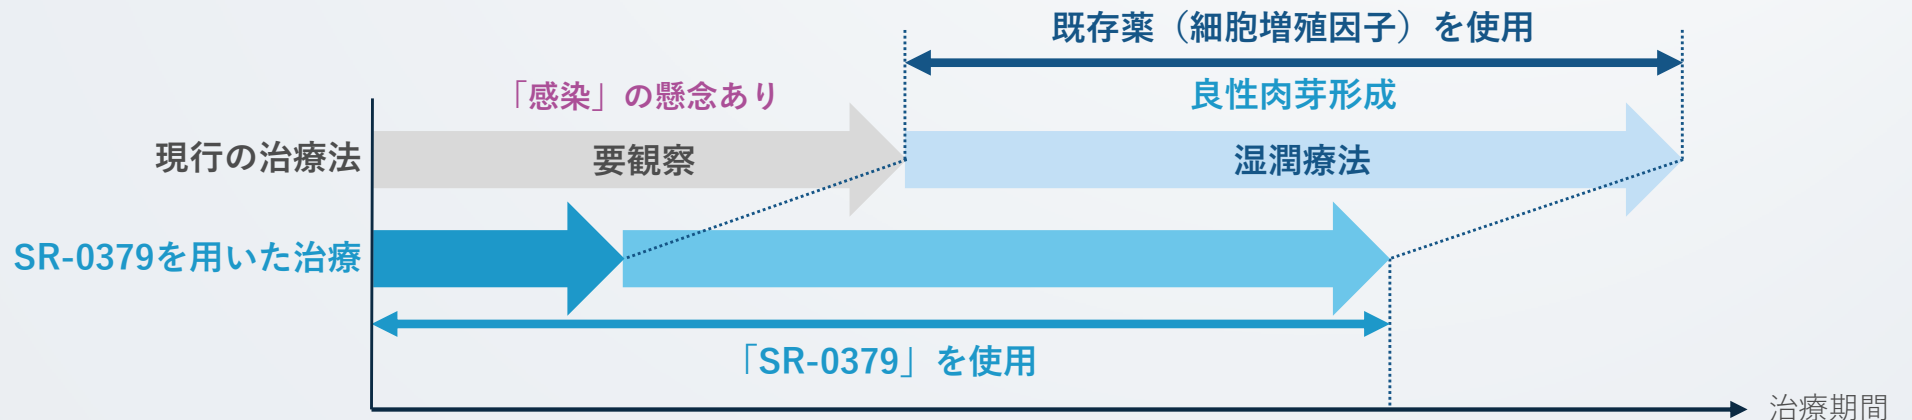 既存薬（細胞増殖因子）を使用
「感染」の懸念あり
良性肉芽形成
現行の治療法
要観察
湿潤療法
SR-0379を用いた治療
「SR-0379」を使用
治療期間